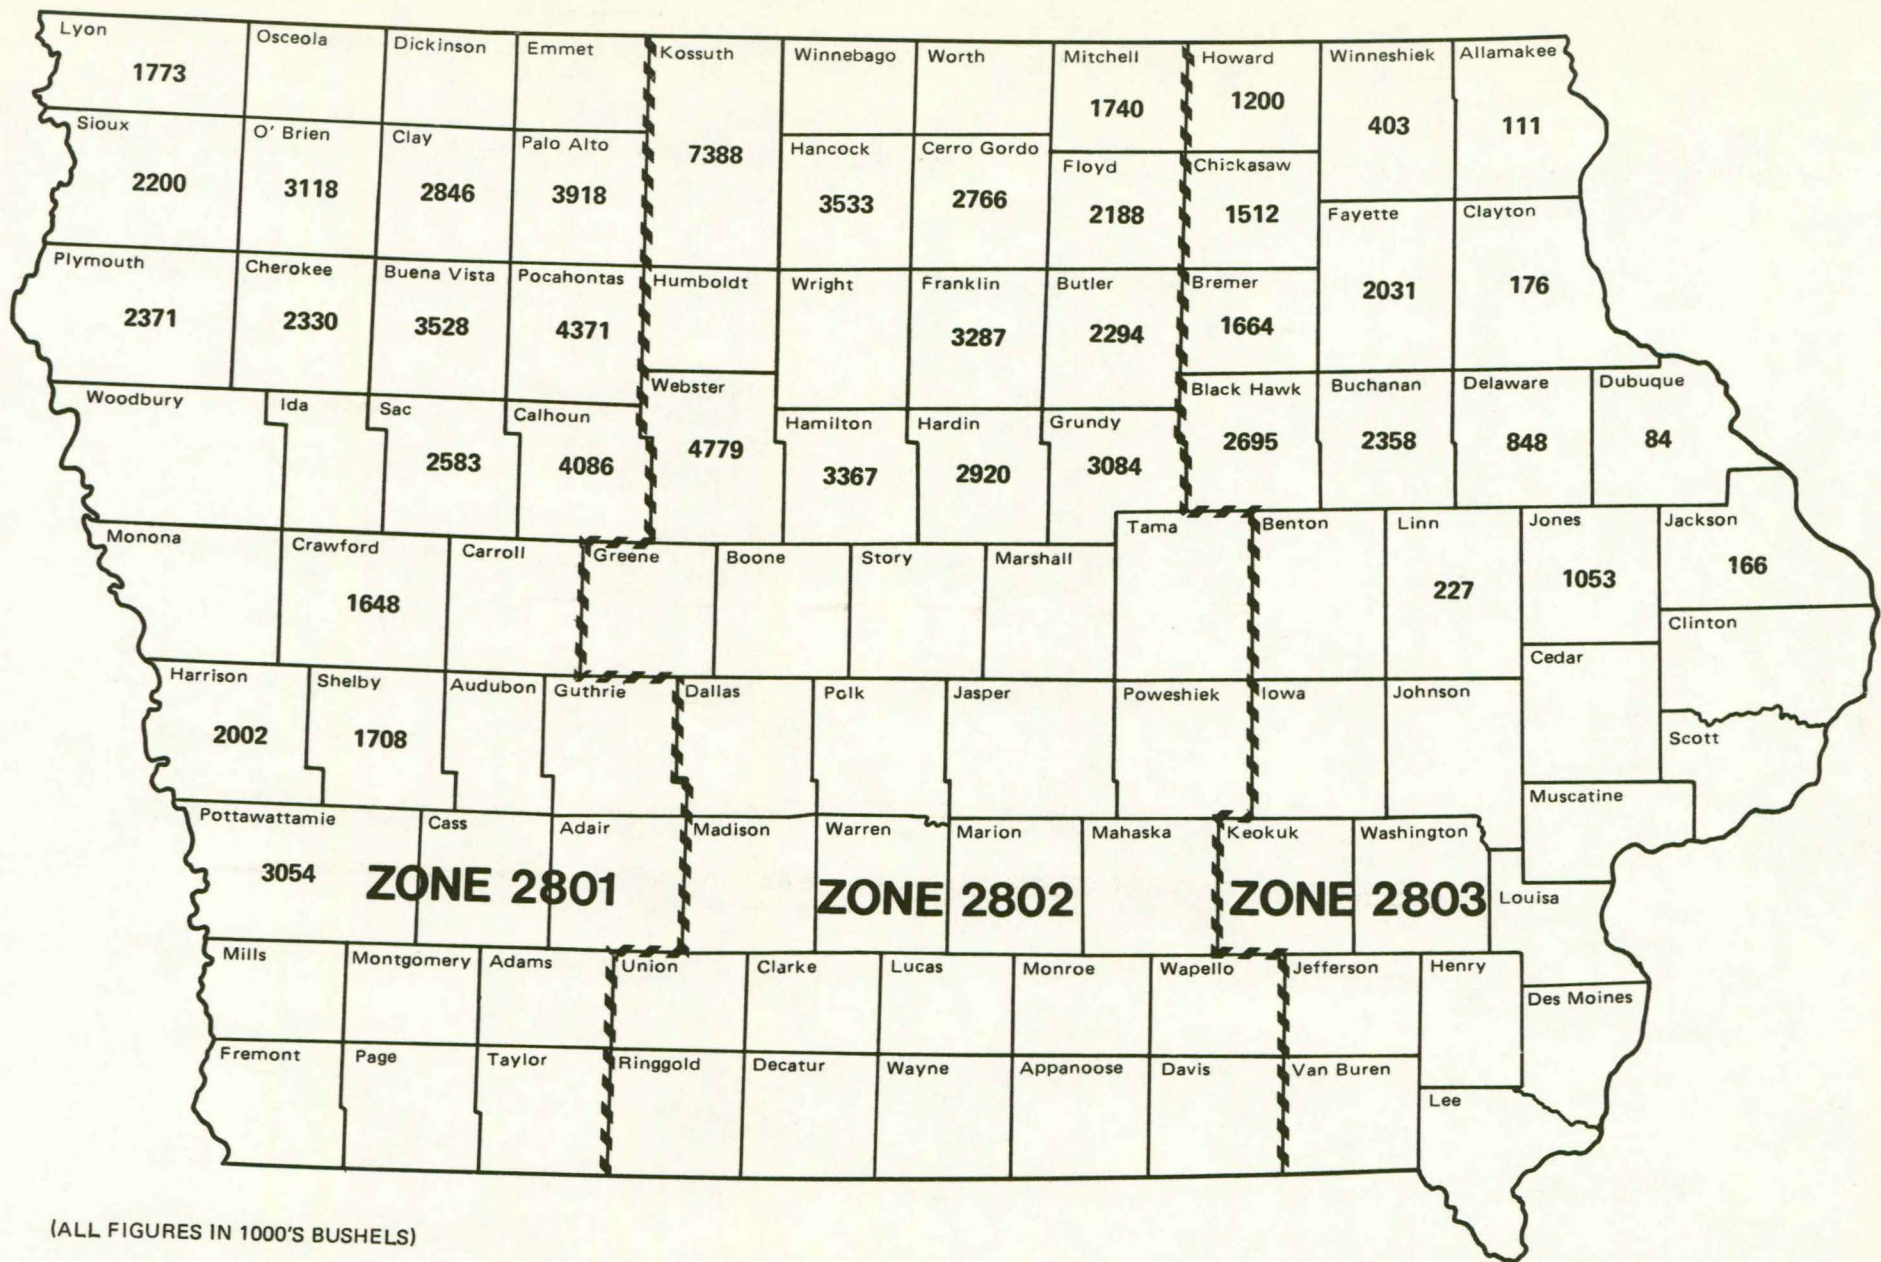 Lyon Osceola Dickinson Emmet Kossuth Winnebago Worth Mitchell Howard Winneshiek Allamakee
1773 1740 1200 403 111
Sioux O' Brien Clay Palo Alto 7388 Hancock Cerro Gordo Floyd Chickasaw
2200 3118 2846 3918 3533 2766 2188 1512 Fayette Clayton
Plymouth Cherokee Buena Vista Pocahontas Humboldt Wright Franklin Butler Bremer 2031 176
2371 2330 3528 4371 3287 2294 1664
Woodbury Ida Sac Calhoun Webster Hamilton Hardin Grundy Black Hawk Buchanan Delaware Dubuque
2583 4086 4779 3367 2920 3084 2695 2358 848 84
Monona Crawford Carroll Greene Boone Story Marshall Tama Benton Linn Jones Jackson
1648 227 1053 166
Clinton
Harrison Shelby Audubon Guthrie Dallas Polk Jasper Poweshiek Iowa Johnson Cedar
2002 1708 Scott
Muscatine
Pottawattamie Cass Adair Madison Warren Marion Mahaska Keokuk Washington
3054 ZONE 2801 ZONE 2802 ZONE 2803 Louisa
Mills Montgomery Adams Union Clarke Lucas Monroe Wapello Jefferson Henry
Des Moines
Fremont Page Taylor Ringgold Decatur Wayne Appanoose Davis Van Buren
Lee
(ALL FIGURES IN 1000'S BUSHELS)